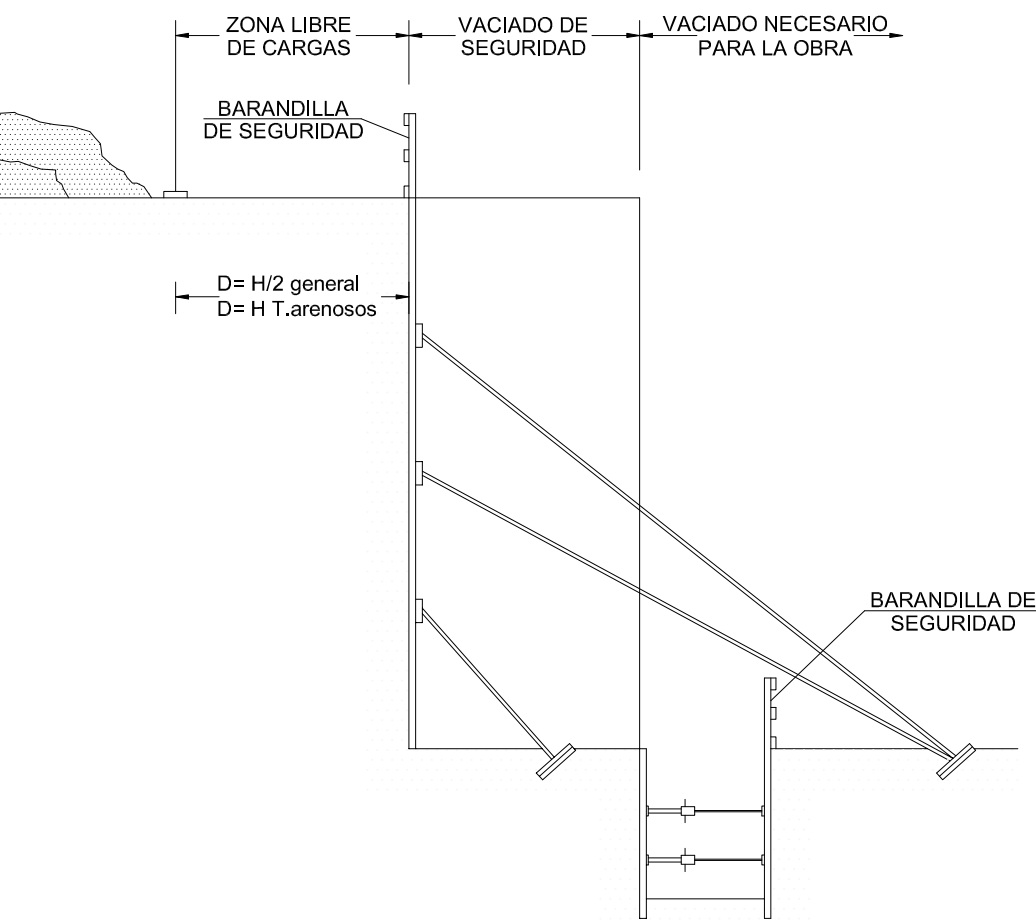 ZONA LIBRE
DE CARGAS
VACIADO DE
SEGURIDAD
VACIADO NECESARIO
PARA LA OBRA
BARANDILLA
DE SEGURIDAD
D= H/2 general
D= H T.arenosos
BARANDILLA DE
SEGURIDAD